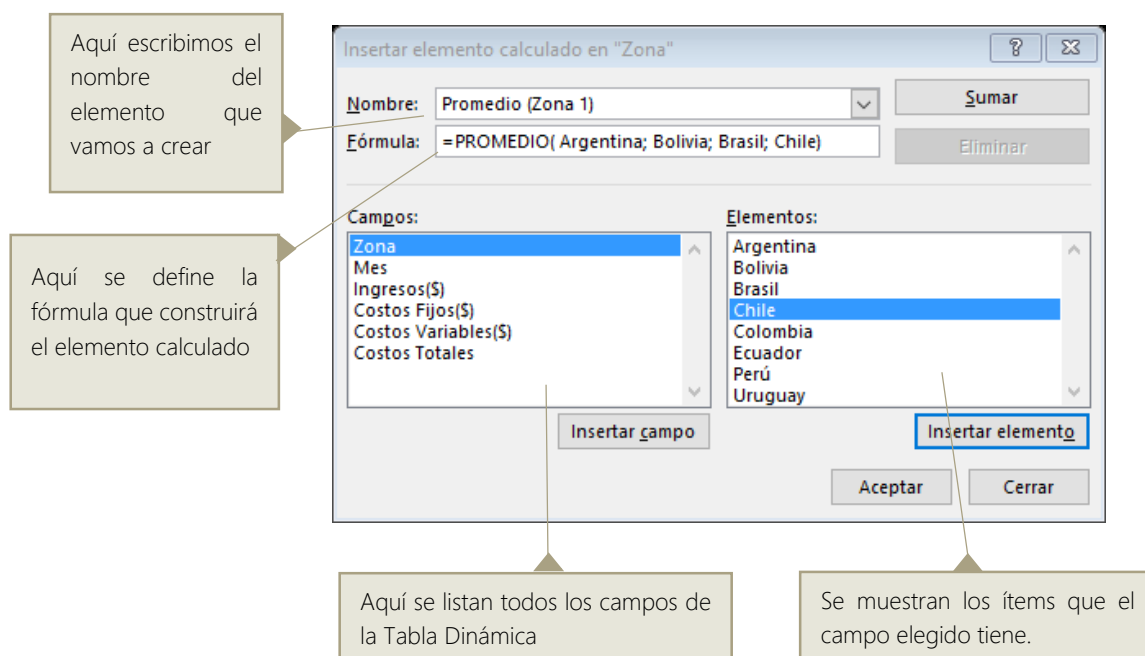 Aquí escribimos el
nombre del
elemento que
vamos a crear
Insertar elemento calculado en "Zona"
Nombre: Promedio (Zona 1)
Sumar
Fórmula: =PROMEDIO( Argentina; Bolivia; Brasil; Chile)
Eliminar
Aquí se define la
fórmula que construirá
el elemento calculado
Campos:
Zona
Mes
Ingresos($)
Costos Fijos($)
Costos Variables($)
Costos Totales
Insertar campo
Elementos:
Argentina
Bolivia
Brasil
Chile
Colombia
Ecuador
Perú
Uruguay
Insertar elemento
Aceptar
Cerrar
Aquí se listan todos los campos de
la Tabla Dinámica
Se muestran los ítems que el
campo elegido tiene.